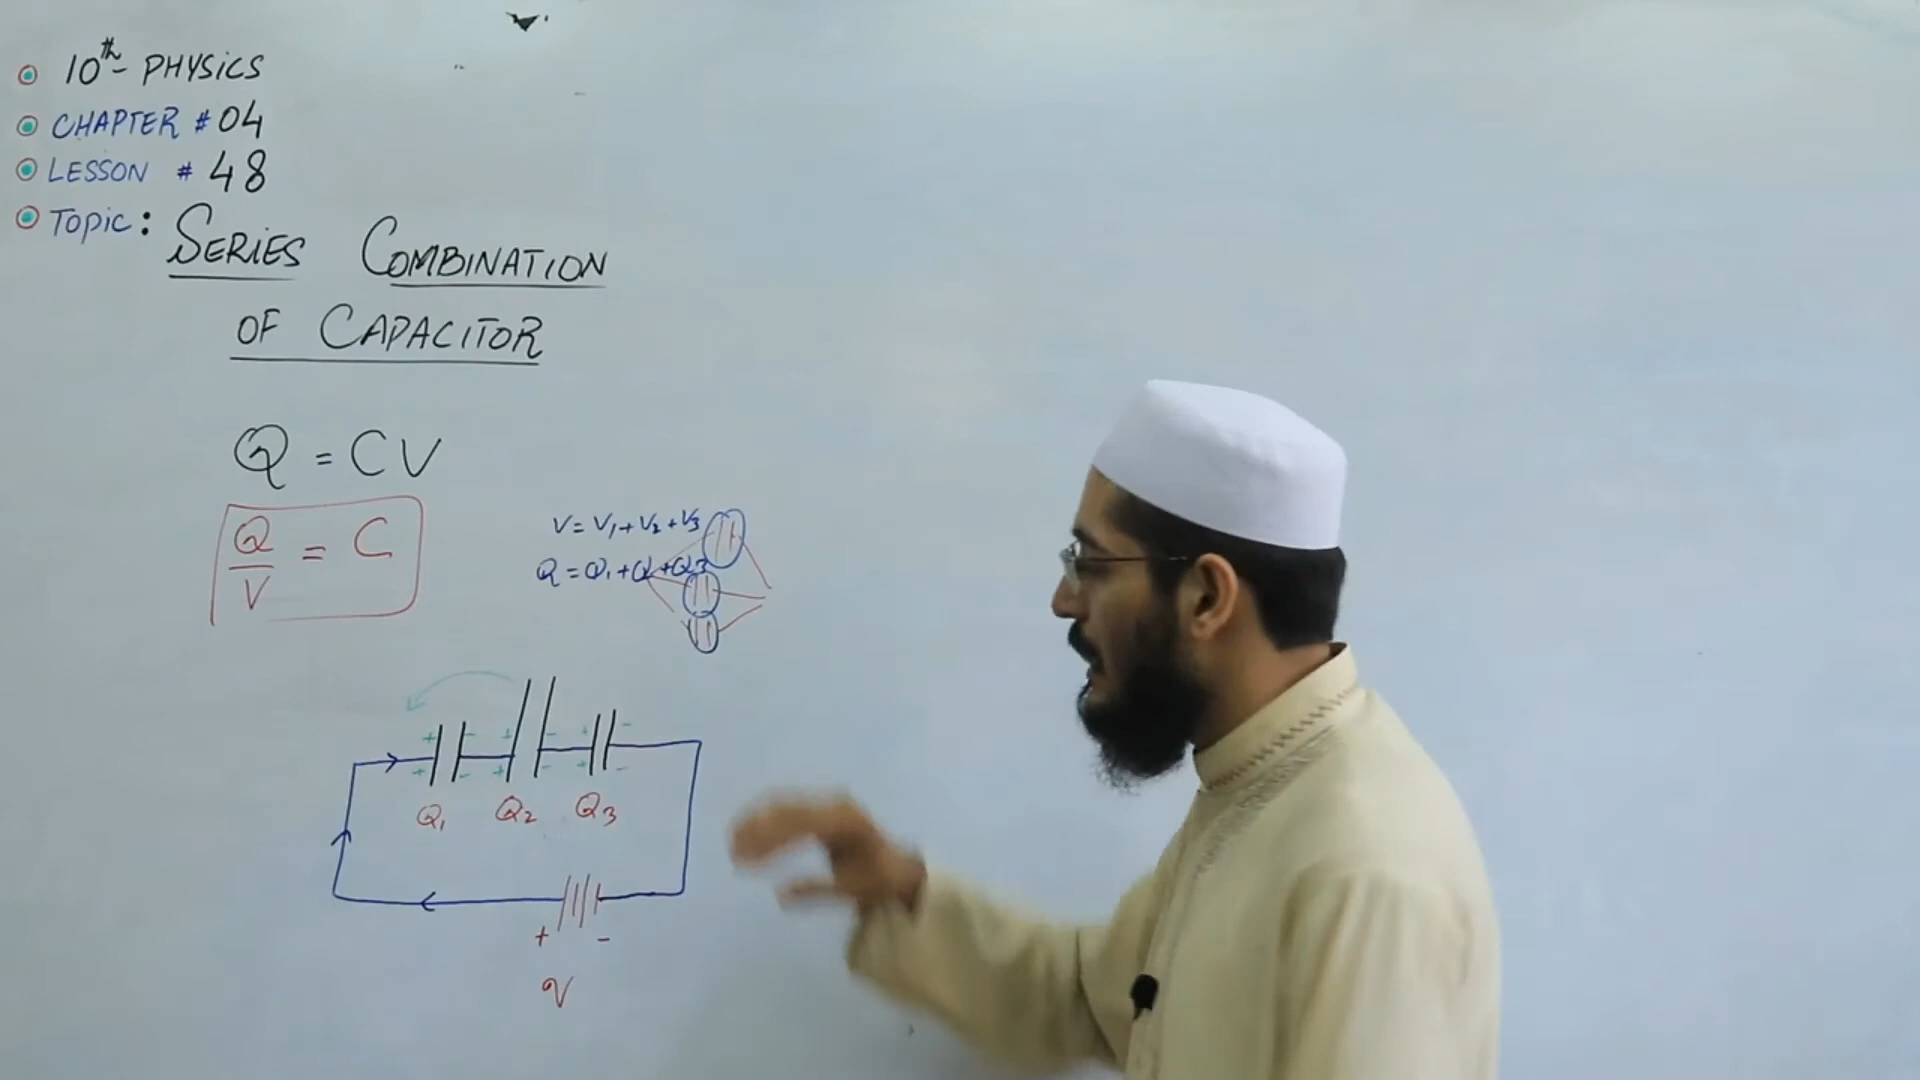 10th PHYSICS
CHAPTER # 04
LESSON # 48
Topic: SERIES COMBINATION
OF CAPACITOR
Q = CV
Q/V = C
V = V1 + V2 + V3
Q = Q1 + Q + Q3
+ - + - + -
+ - + - + -
Q1 Q2 Q3
+ -
V